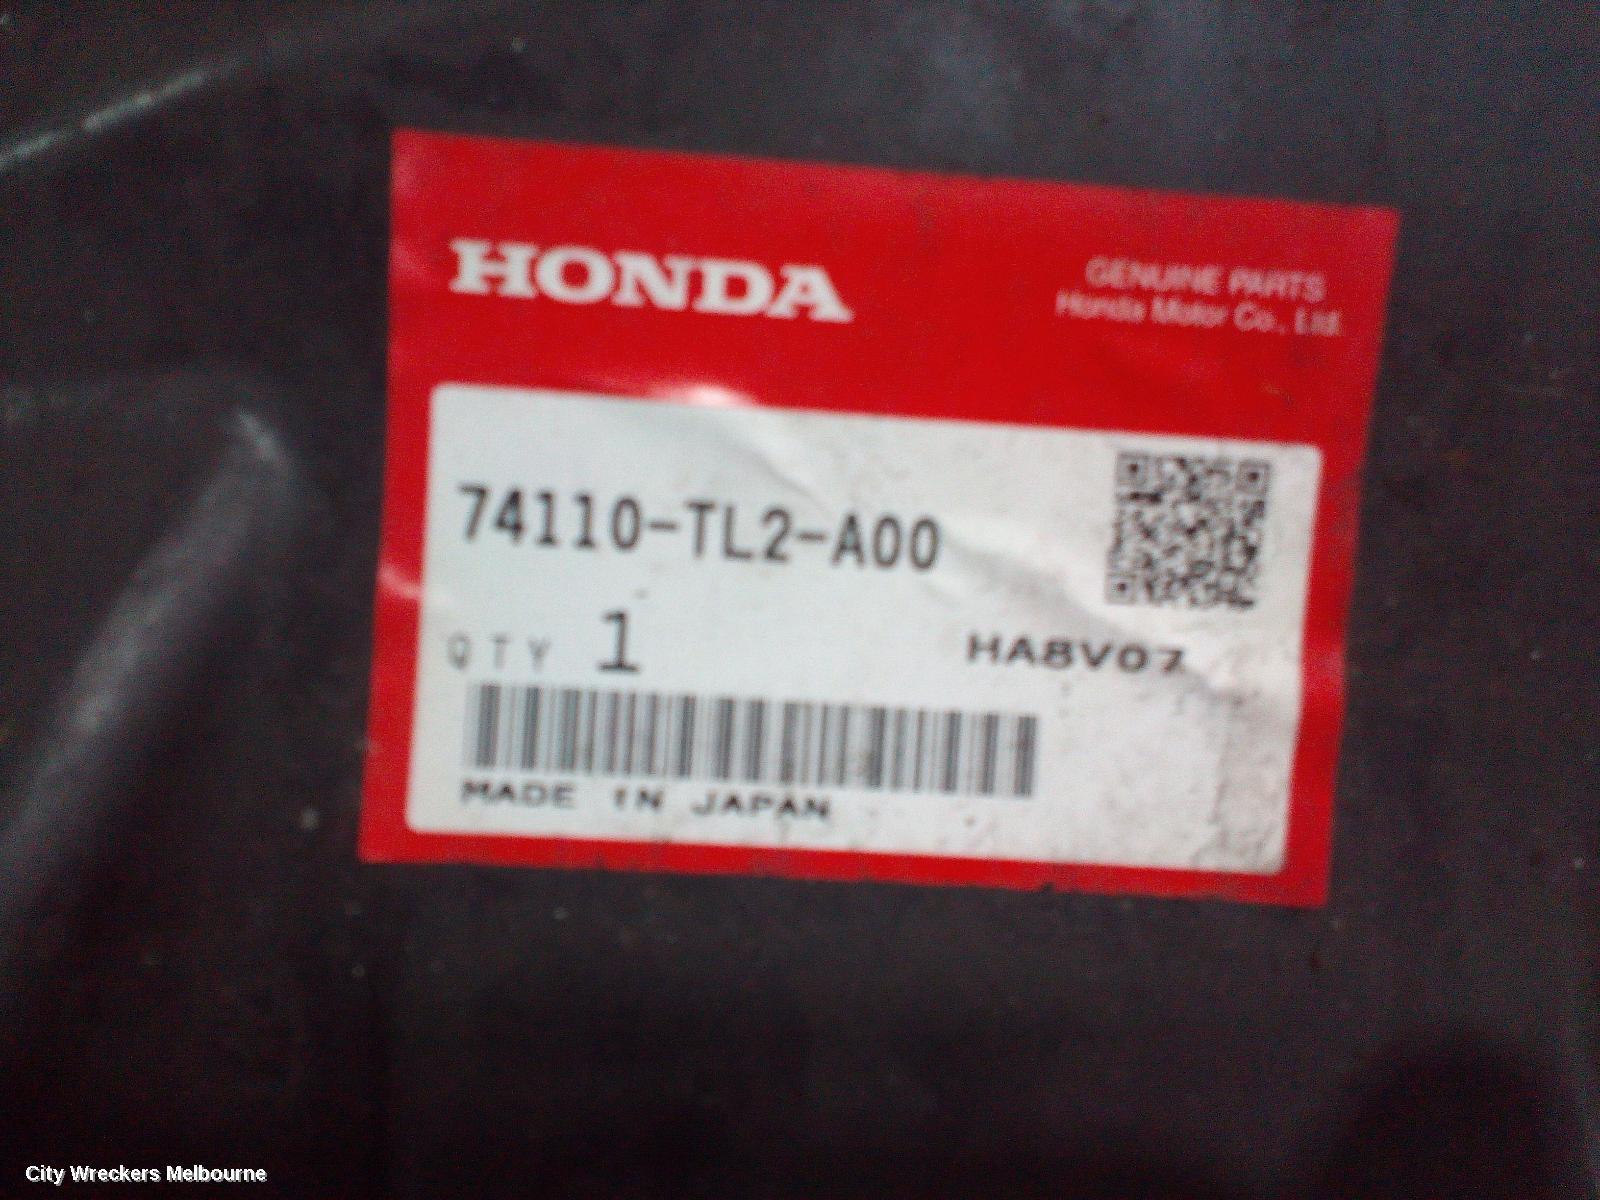 HONDA
GENUINE PARTS
Honda Motor Co., Ltd.
74110-TL2-A00
QTY 1
HA8V07
MADE IN JAPAN
City Wreckers Melbourne